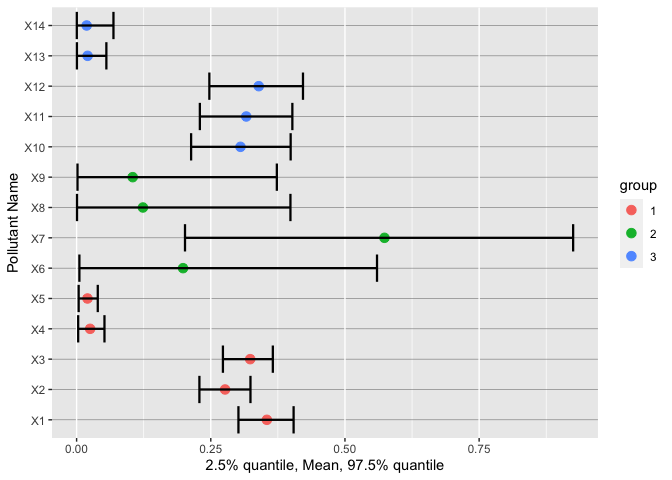 Pollutant Name
X14
X13
X12
X11
X10
X9
X8
X7
X6
X5
X4
X3
X2
X1
0.00 0.25 0.50 0.75
2.5% quantile, Mean, 97.5% quantile
group
1
2
3